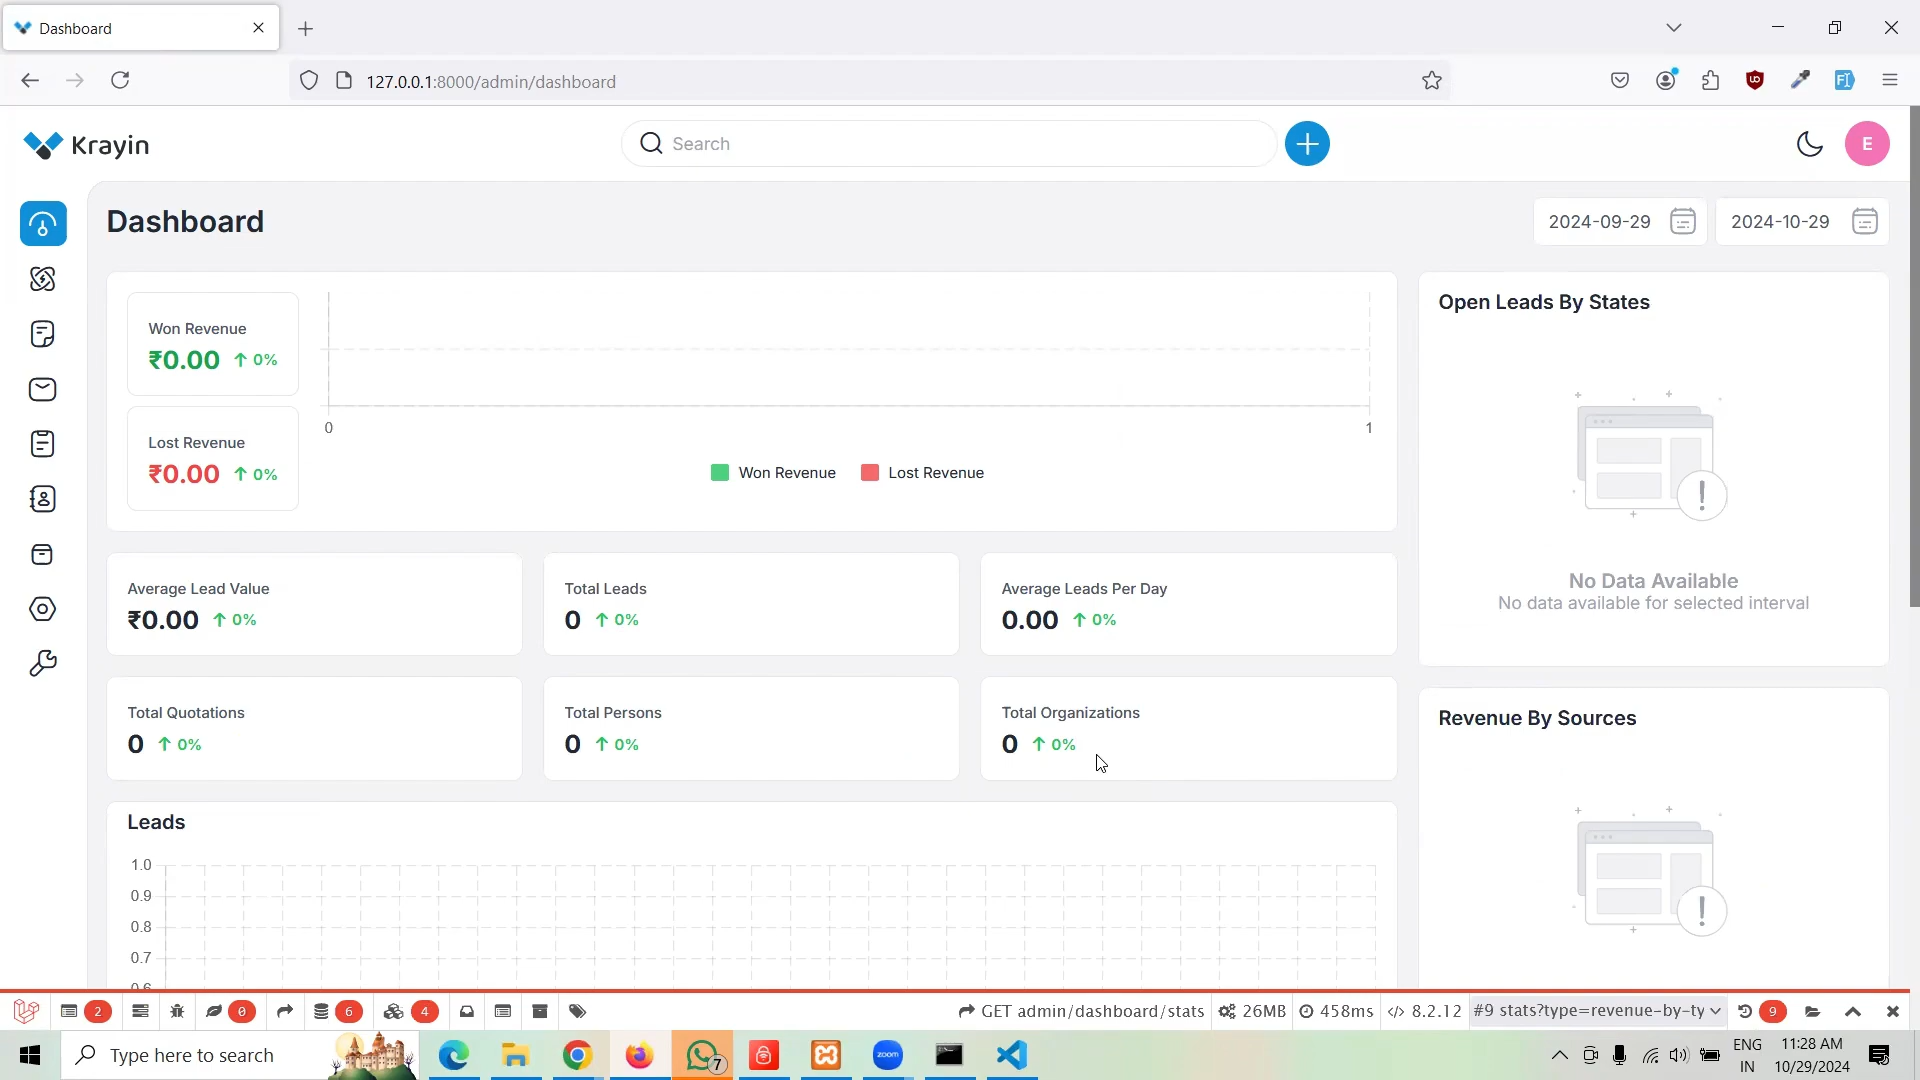 Dashboard
127.0.0.1:8000/admin/dashboard
Krayin
Search
E
Dashboard
2024-09-29
2024-10-29
Won Revenue
₹0.00 0%
Lost Revenue
₹0.00 0%
0
1
Won Revenue
Lost Revenue
Open Leads By States
No Data Available
No data available for selected interval
Average Lead Value
₹0.00 0%
Total Leads
0 0%
Average Leads Per Day
0.00 0%
Total Quotations
0 0%
Total Persons
0 0%
Total Organizations
0 0%
Revenue By Sources
Leads
1.0
0.9
0.8
0.7
2
0
6
4
GET admin/dashboard/stats
26MB
458ms
8.2.12
#9 stats?type=revenue-by-ty
9
Type here to search
7
zoom
ENG
IN
11:28 AM
10/29/2024